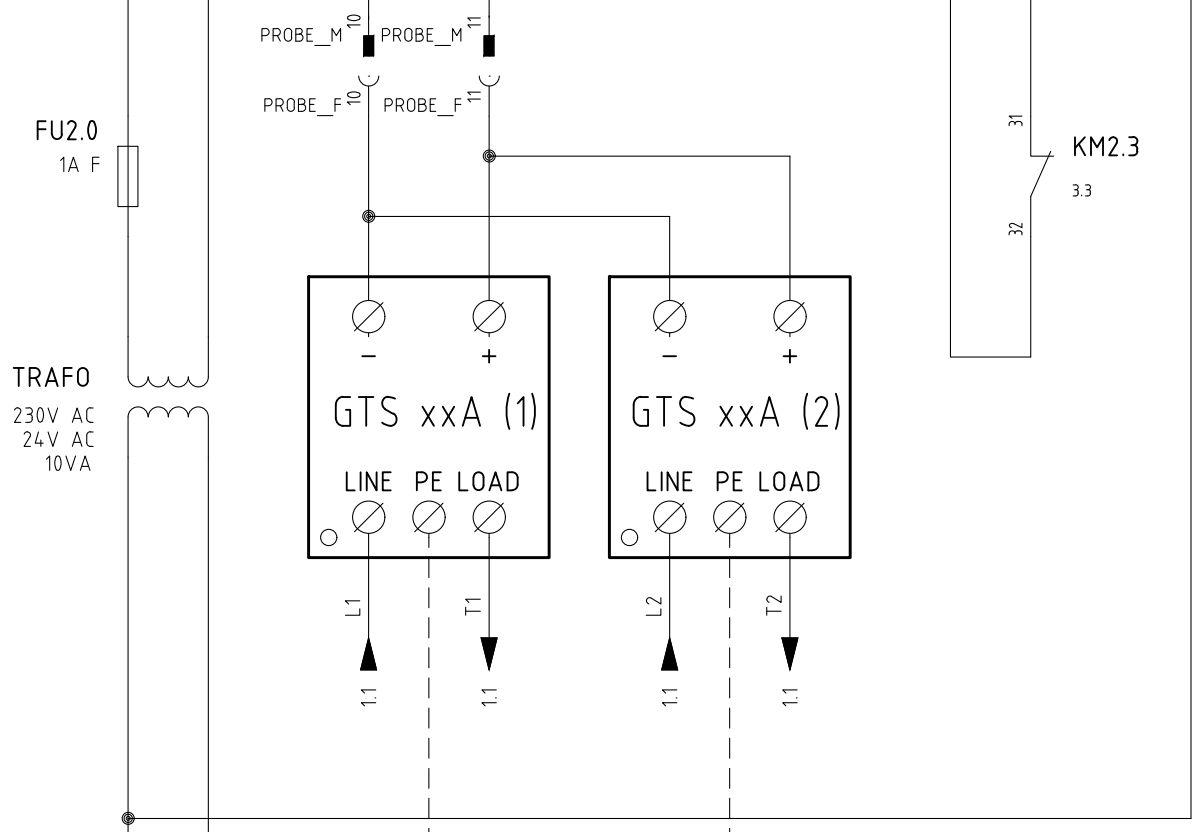 10
11
PROBE_M
PROBE_M
PROBE_F
10
PROBE_F
11
FU2.0
1A F
31
KM2.3
3.3
32
- +
- +
TRAFO
230V AC
24V AC
10VA
GTS xxA (1)
GTS xxA (2)
LINE PE LOAD
LINE PE LOAD
L1
T1
L2
T2
1.1
1.1
1.1
1.1